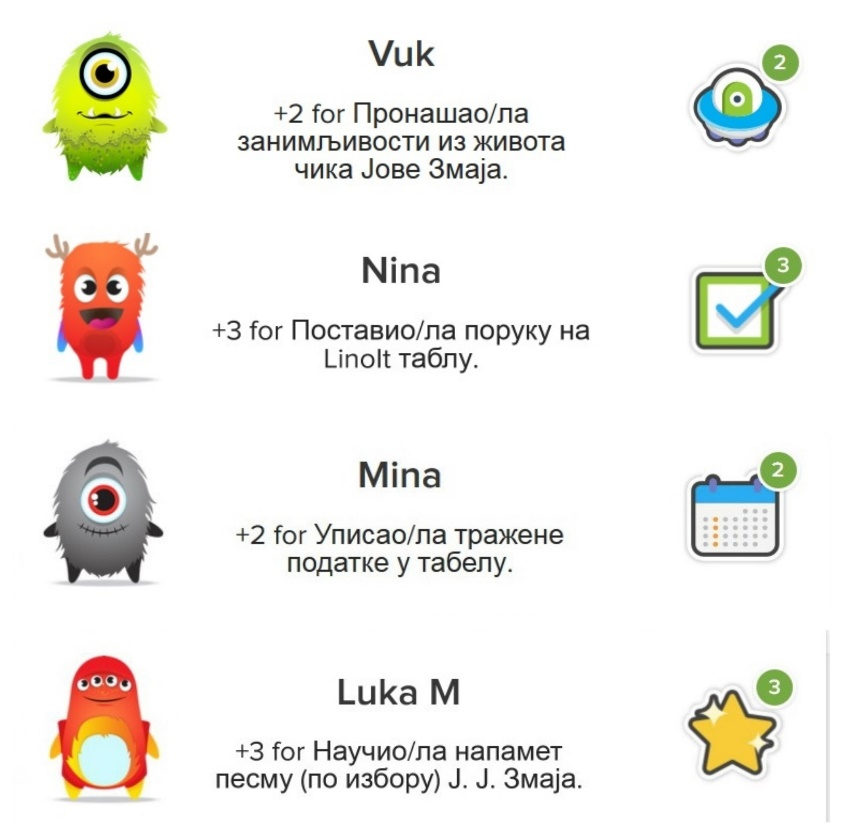 Vuk
2
+2 for Пронашао/ла
занимљивости из живота
чика Јове Змаја.
Nina
3
+3 for Поставио/ла поруку на
LinoIt таблу.
Mina
2
+2 for Уписао/ла тражене
податке у табелу.
Luka M
3
+3 for Научио/ла напамет
песму (по избору) Ј. Ј. Змаја.